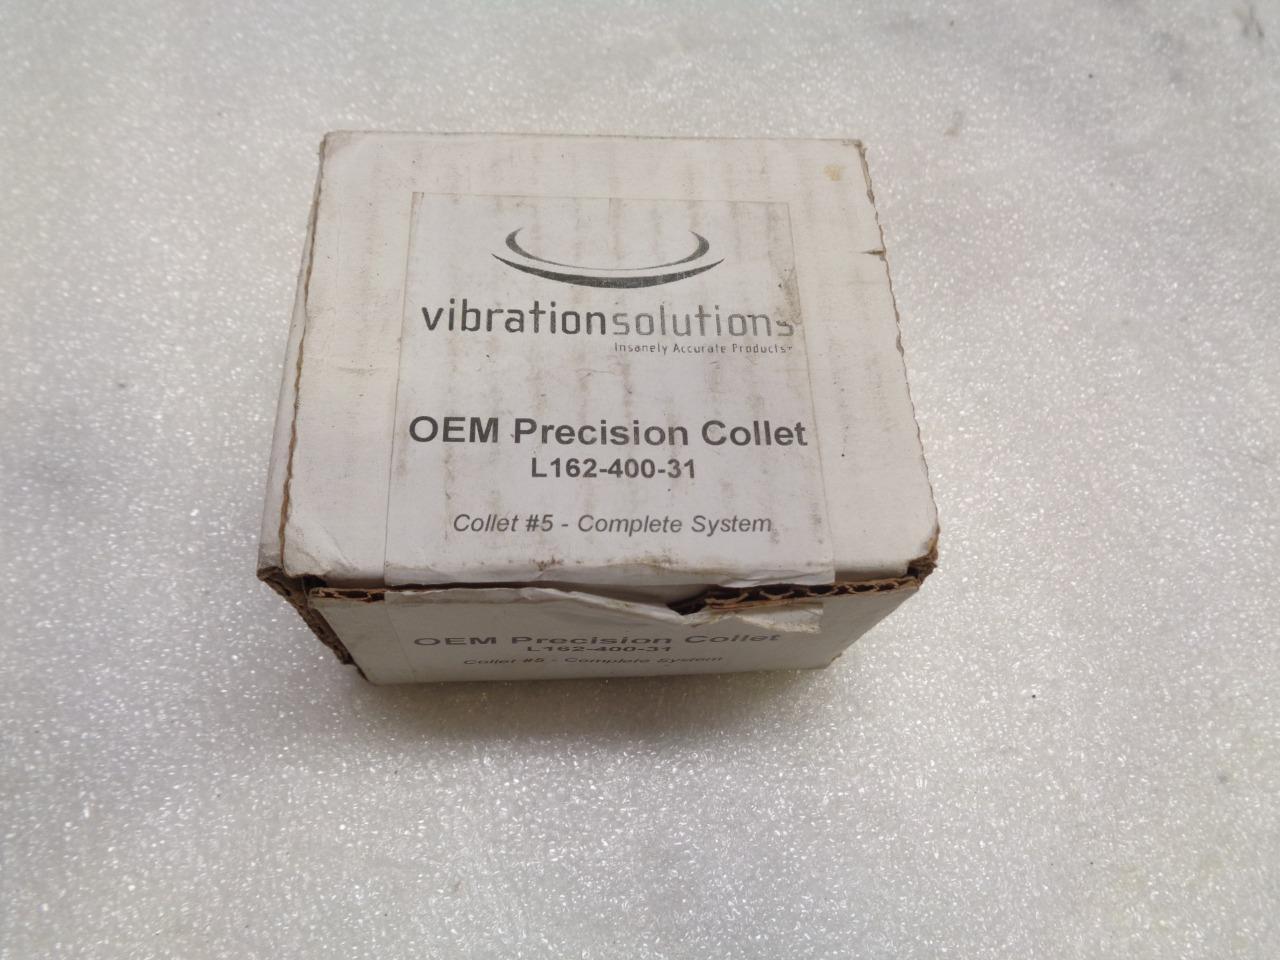 vibrationsolutions
Insanely Accurate Products™
OEM Precision Collet
L162-400-31
Collet #5 - Complete System
OEM Precision Collet
L162-400-31
Collet #5 - Complete System